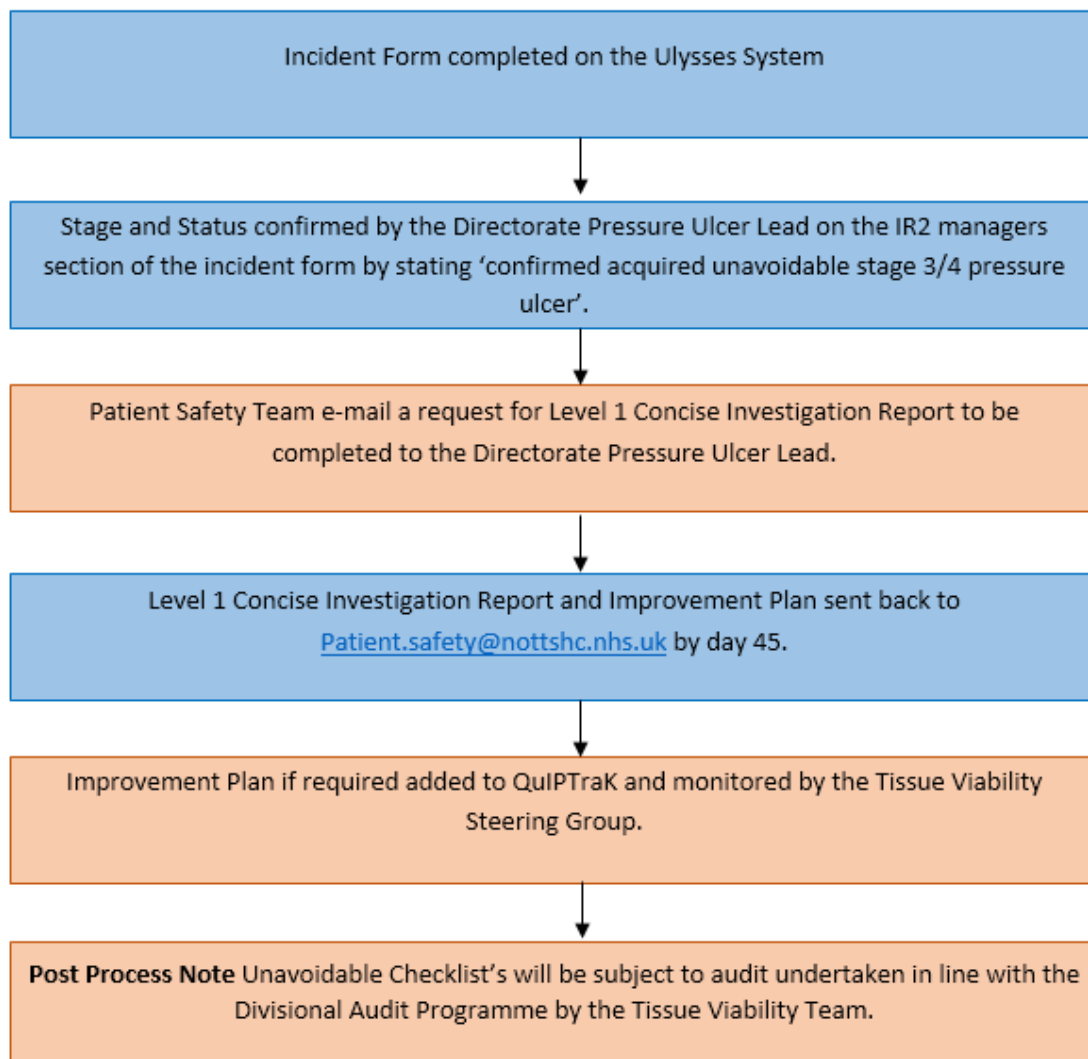 Incident Form completed on the Ulysses System
Stage and Status confirmed by the Directorate Pressure Ulcer Lead on the IR2 managers
section of the incident form by stating ‘confirmed acquired unavoidable stage 3/4 pressure
ulcer’.
Patient Safety Team e-mail a request for Level 1 Concise Investigation Report to be
completed to the Directorate Pressure Ulcer Lead.
Level 1 Concise Investigation Report and Improvement Plan sent back to
Patient.safety@nottshc.nhs.uk by day 45.
Improvement Plan if required added to QuIPTraK and monitored by the Tissue Viability
Steering Group.
Post Process Note Unavoidable Checklist’s will be subject to audit undertaken in line with the
Divisional Audit Programme by the Tissue Viability Team.